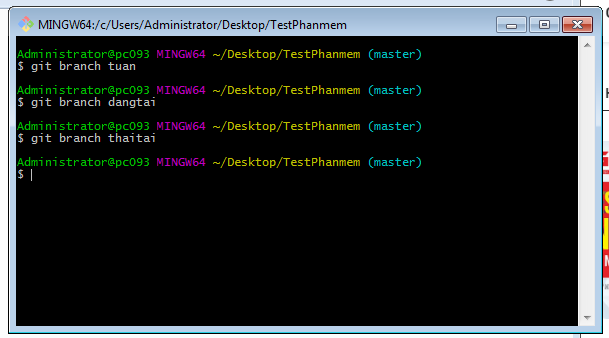 MINGW64:/c/Users/Administrator/Desktop/TestPhanmem
Administrator@pc093 MINGW64 ~/Desktop/TestPhanmem (master)
$ git branch tuan
Administrator@pc093 MINGW64 ~/Desktop/TestPhanmem (master)
$ git branch dangtai
Administrator@pc093 MINGW64 ~/Desktop/TestPhanmem (master)
$ git branch thaitai
Administrator@pc093 MINGW64 ~/Desktop/TestPhanmem (master)
$